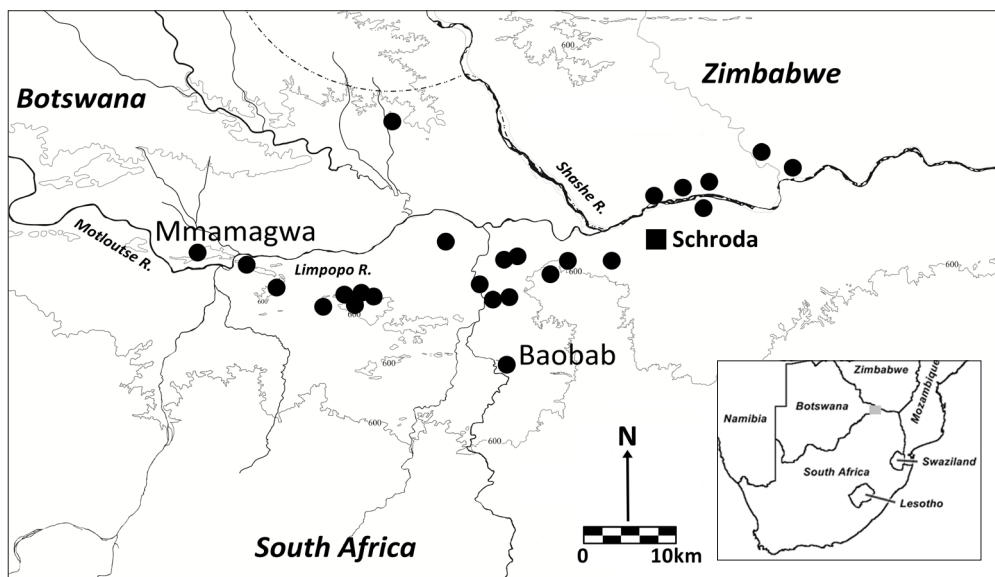 600
Zimbabwe
Botswana
Shashe R.
Mmamagwa
Motloutse R.
Schroda
Limpopo R.
600
600
600
600
600
Baobab
600
600
600
N
0 10km
South Africa
Zimbabwe
Mozambique
Botswana
Namibia
South Africa
Swaziland
Lesotho